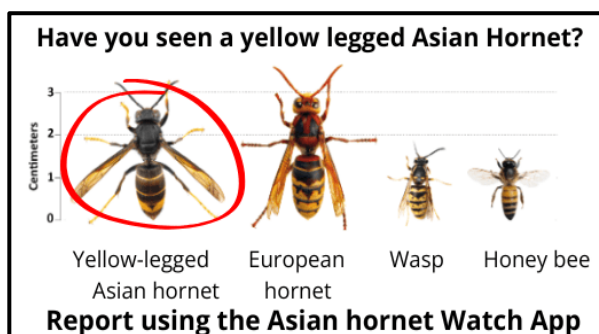 Have you seen a yellow legged Asian Hornet?
3
2
1
0
Centimeters
Yellow-legged
Asian hornet
European
hornet
Wasp
Honey bee
Report using the Asian hornet Watch App